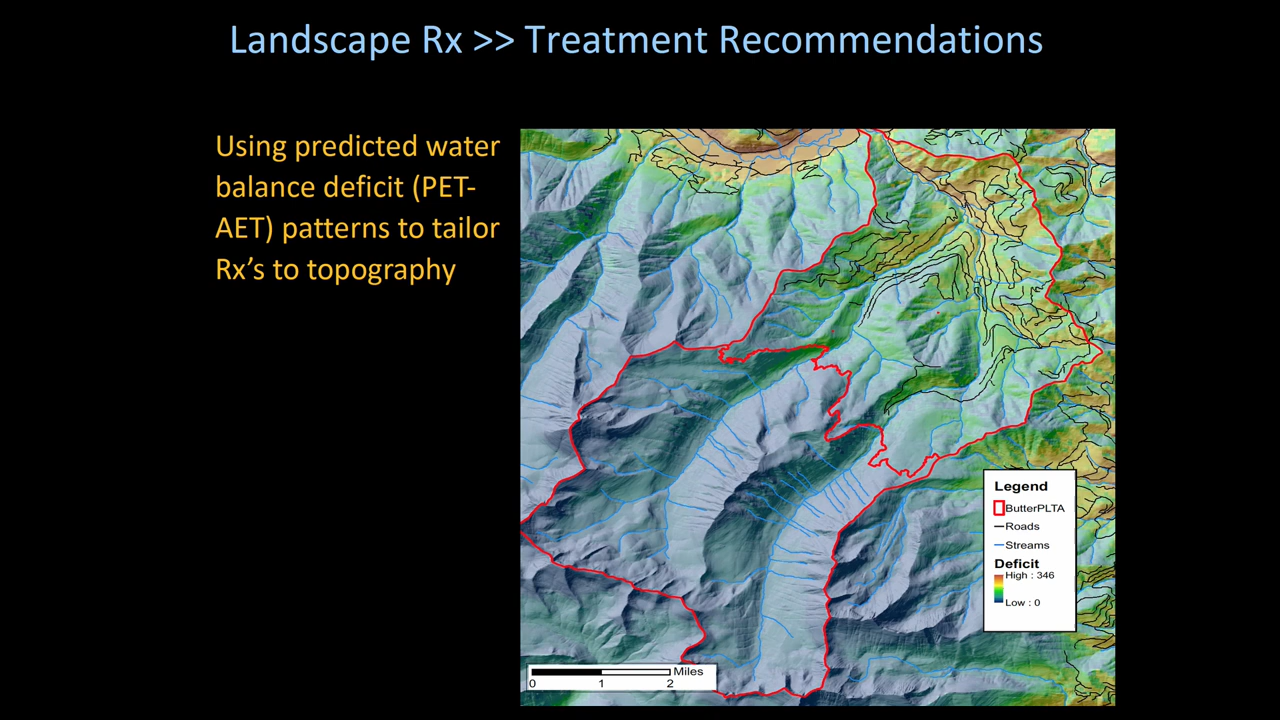 Landscape Rx >> Treatment Recommendations
Using predicted water
balance deficit (PET-
AET) patterns to tailor
Rx’s to topography
Legend
ButterPLTA
Roads
Streams
Deficit
High : 346
Low : 0
Miles
0 1 2